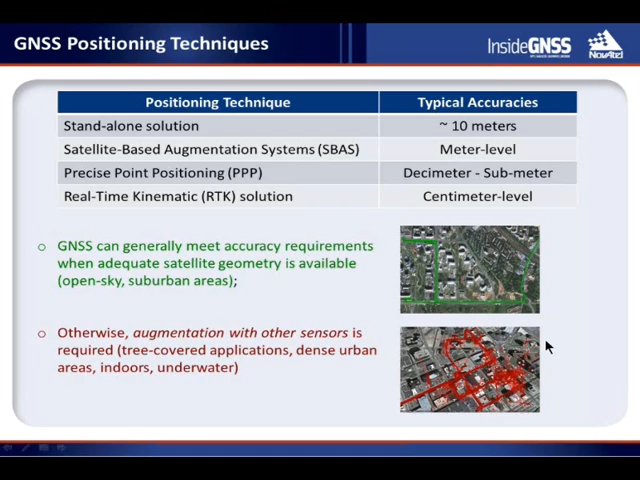 GNSS Positioning Techniques
InsideGNSS
NovAtel
Positioning Technique Typical Accuracies
Stand-alone solution ~ 10 meters
Satellite-Based Augmentation Systems (SBAS) Meter-level
Precise Point Positioning (PPP) Decimeter - Sub-meter
Real-Time Kinematic (RTK) solution Centimeter-level
o GNSS can generally meet accuracy requirements
when adequate satellite geometry is available
(open-sky, suburban areas);
o Otherwise, augmentation with other sensors is
required (tree-covered applications, dense urban
areas, indoors, underwater)